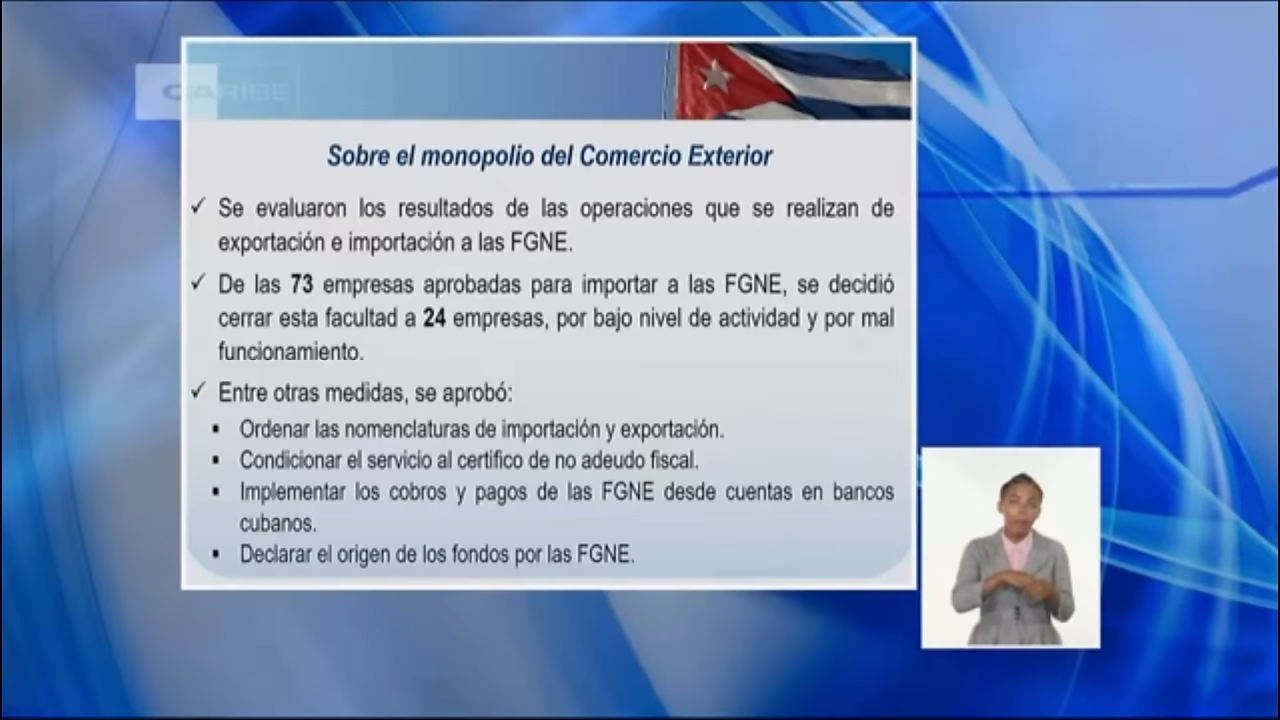 CARIBE
Sobre el monopolio del Comercio Exterior
✓ Se evaluaron los resultados de las operaciones que se realizan de
exportación e importación a las FGNE.
✓ De las 73 empresas aprobadas para importar a las FGNE, se decidió
cerrar esta facultad a 24 empresas, por bajo nivel de actividad y por mal
funcionamiento.
✓ Entre otras medidas, se aprobó:
▪ Ordenar las nomenclaturas de importación y exportación.
▪ Condicionar el servicio al certifico de no adeudo fiscal.
▪ Implementar los cobros y pagos de las FGNE desde cuentas en bancos
cubanos.
▪ Declarar el origen de los fondos por las FGNE.